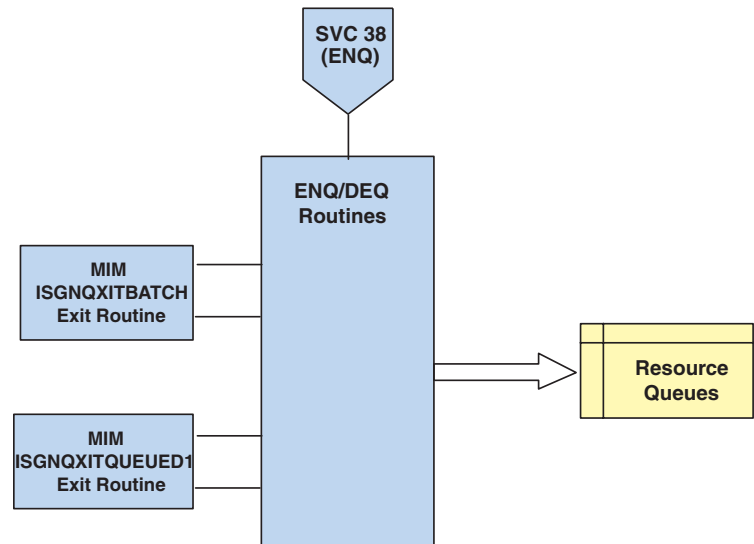 SVC 38
(ENQ)
ENQ/DEQ
Routines
MIM
ISGNQXITBATCH
Exit Routine
Resource
Queues
MIM
ISGNQXITQUEUED1
Exit Routine